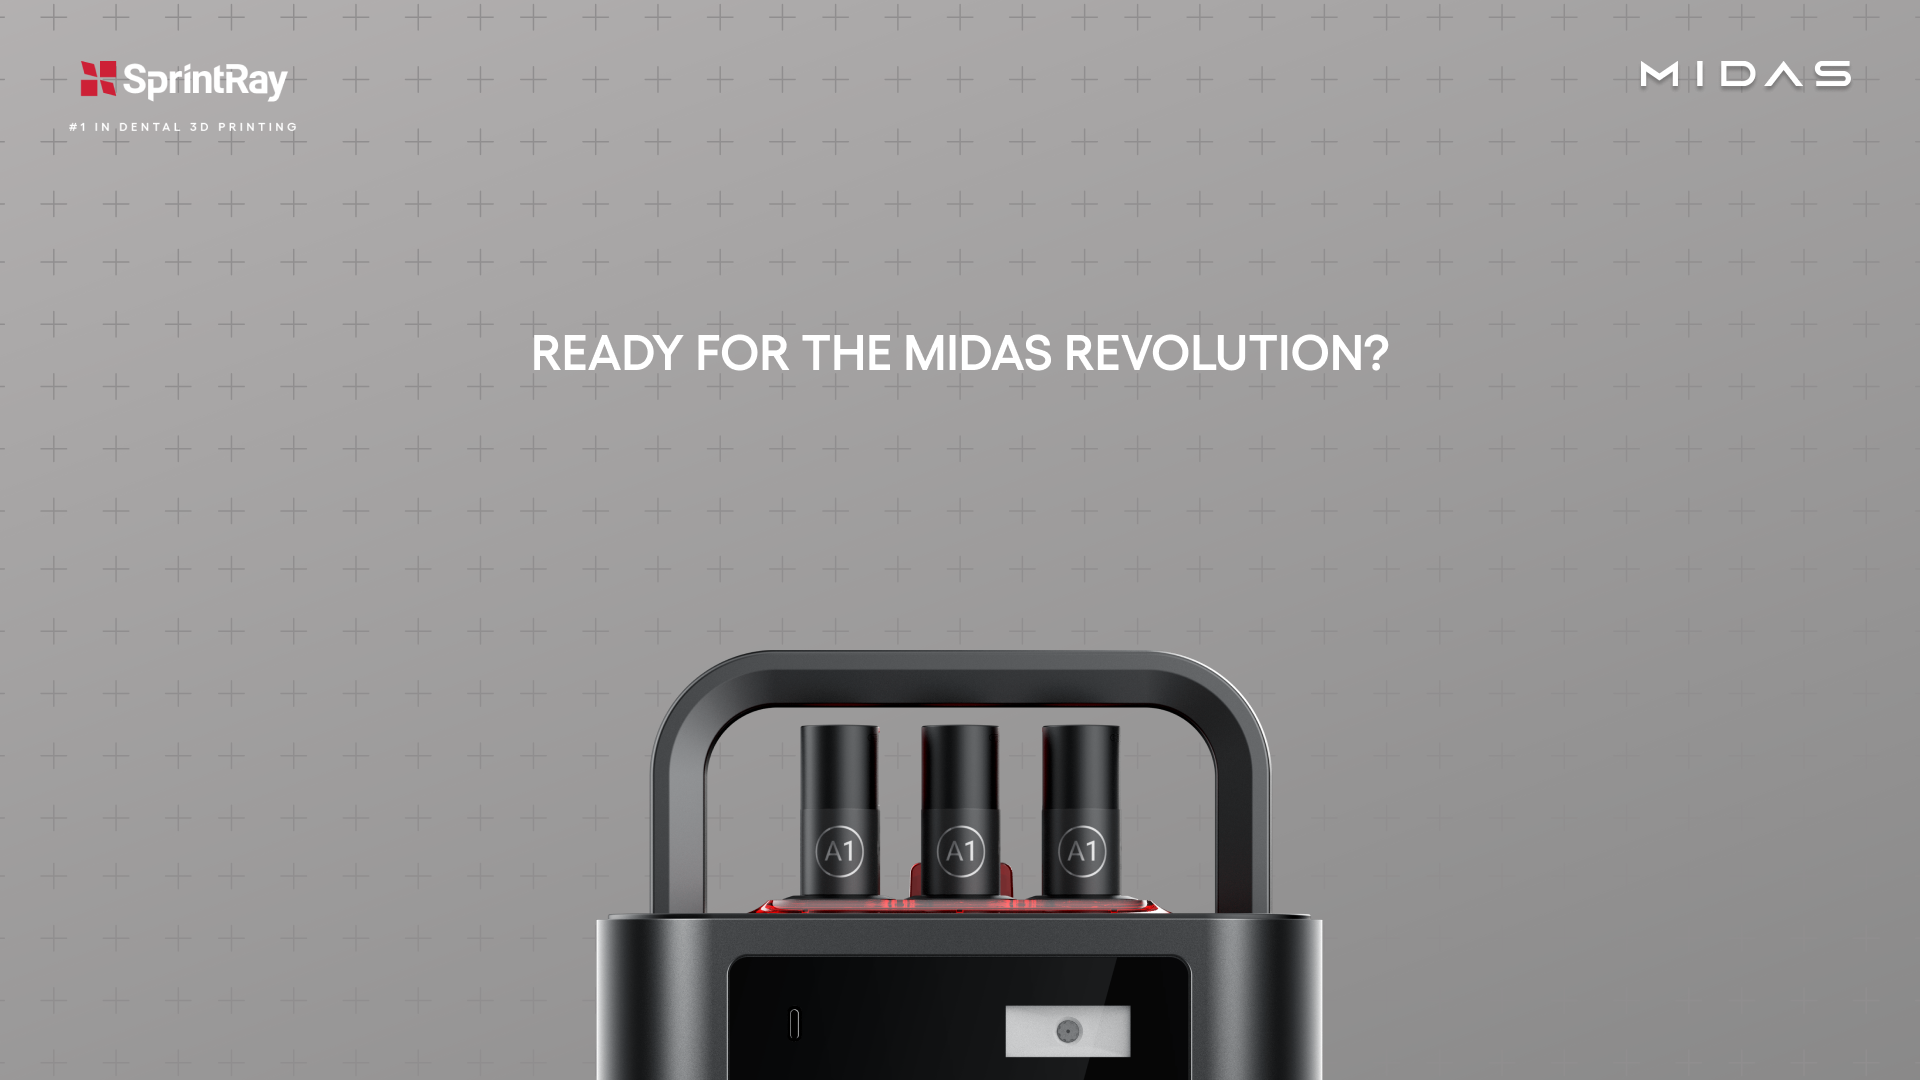 SprintRay
#1 IN DENTAL 3D PRINTING
MIDAS
READY FOR THE MIDAS REVOLUTION?
A1
A1
A1